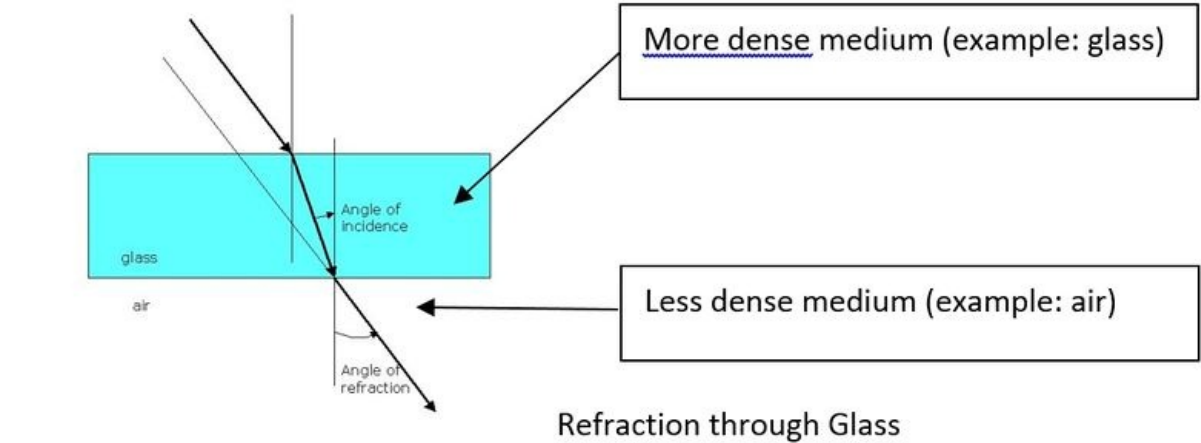 More dense medium (example: glass)
Angle of
incidence
glass
air
Less dense medium (example: air)
Angle of
refraction
Refraction through Glass